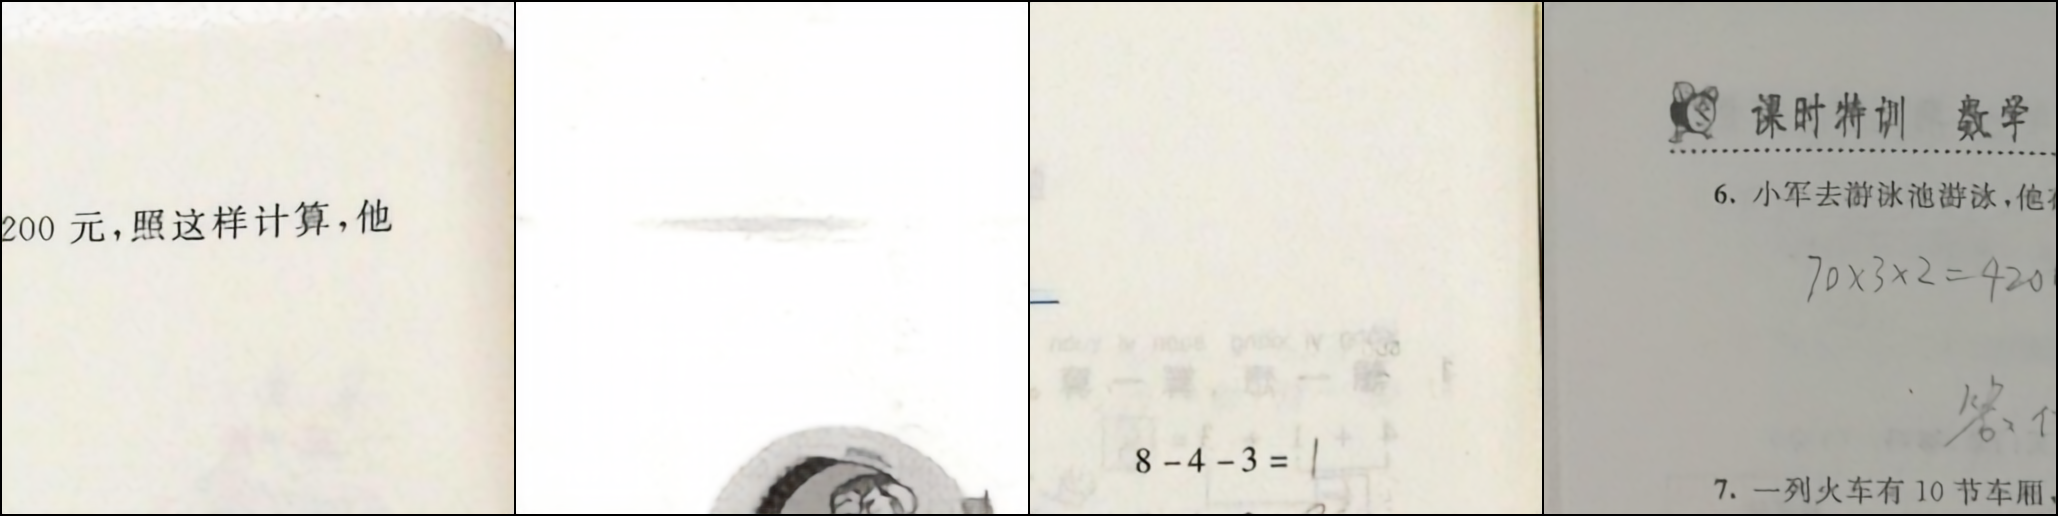 200 元,照这样计算,他
8-4-3=1
课时特训 数学
6. 小军去游泳池游泳,他
70×3×2=420
答:
7. 一列火车有 10 节车厢,